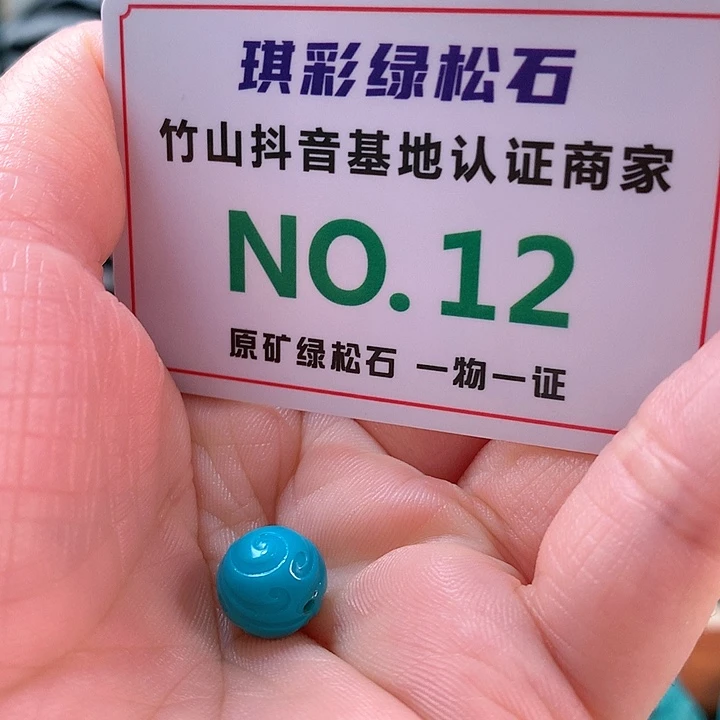 琪彩绿松石
竹山抖音基地认证商家
NO.12
原矿绿松石 一物一证